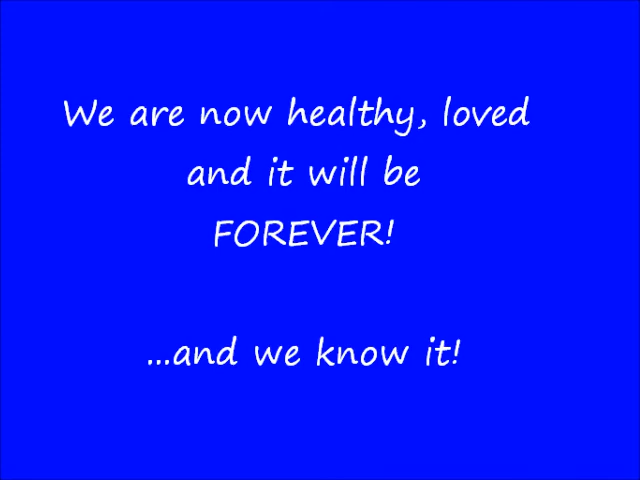 We are now healthy, loved
and it will be
FOREVER!
...and we know it!